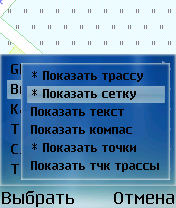 * Показать трассу
* Показать сетку
Показать текст
Показать компас
* Показать точки
Показать тчк трассы
Выбрать Отмена